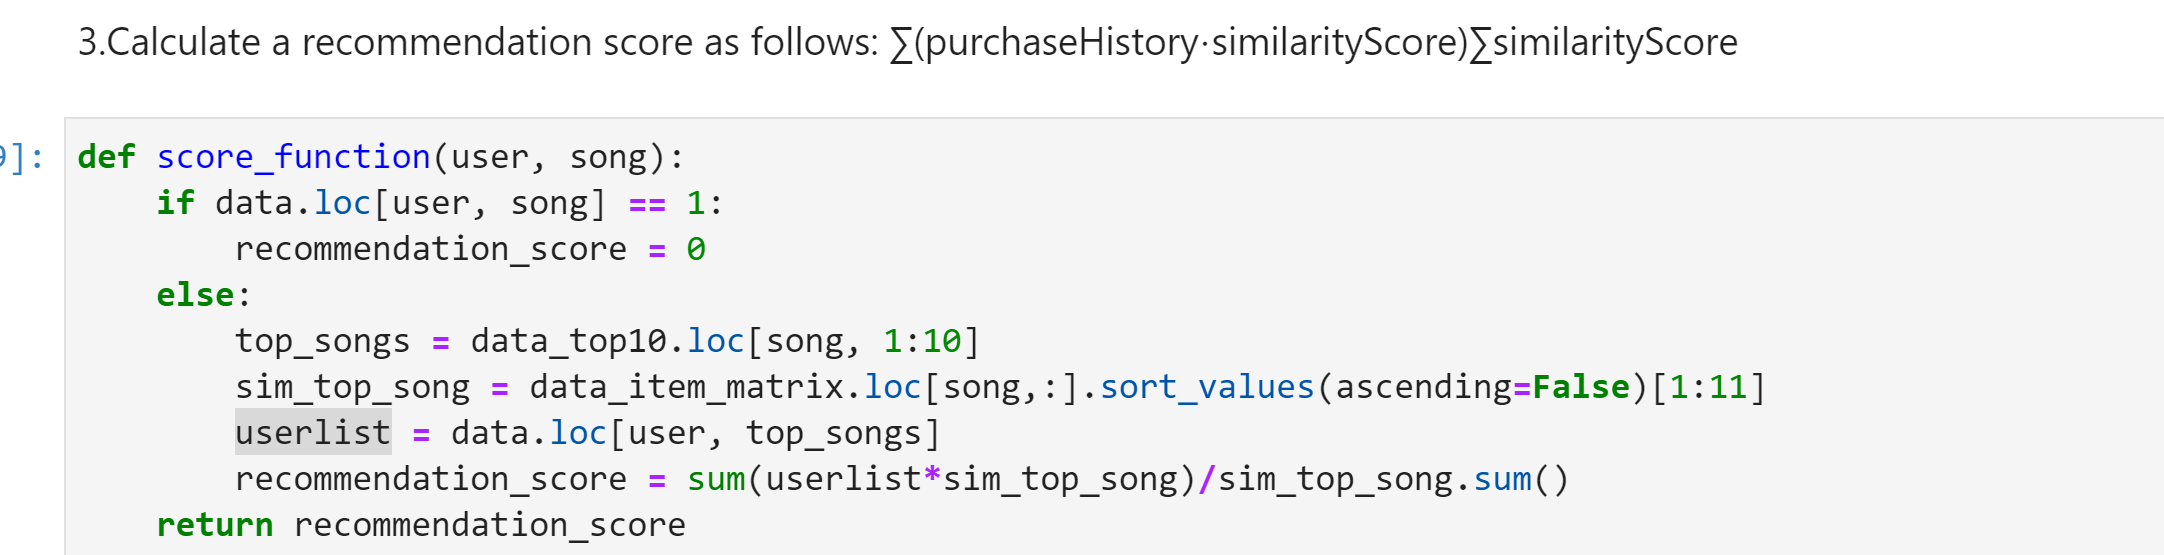 3.Calculate a recommendation score as follows: ∑(purchaseHistory·similarityScore)∑similarityScore
9]: def score_function(user, song):
    if data.loc[user, song] == 1:
        recommendation_score = 0
    else:
        top_songs = data_top10.loc[song, 1:10]
        sim_top_song = data_item_matrix.loc[song,:].sort_values(ascending=False)[1:11]
        userlist = data.loc[user, top_songs]
        recommendation_score = sum(userlist*sim_top_song)/sim_top_song.sum()
    return recommendation_score